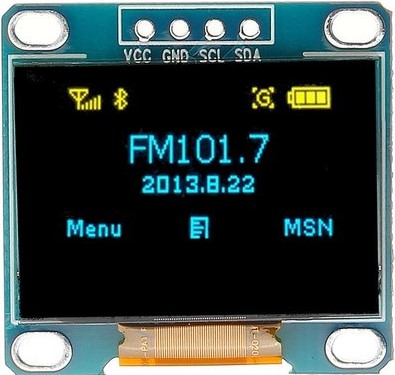 VCC GND SCL SDA
G
FM101.7
2013.8.22
Menu MSN